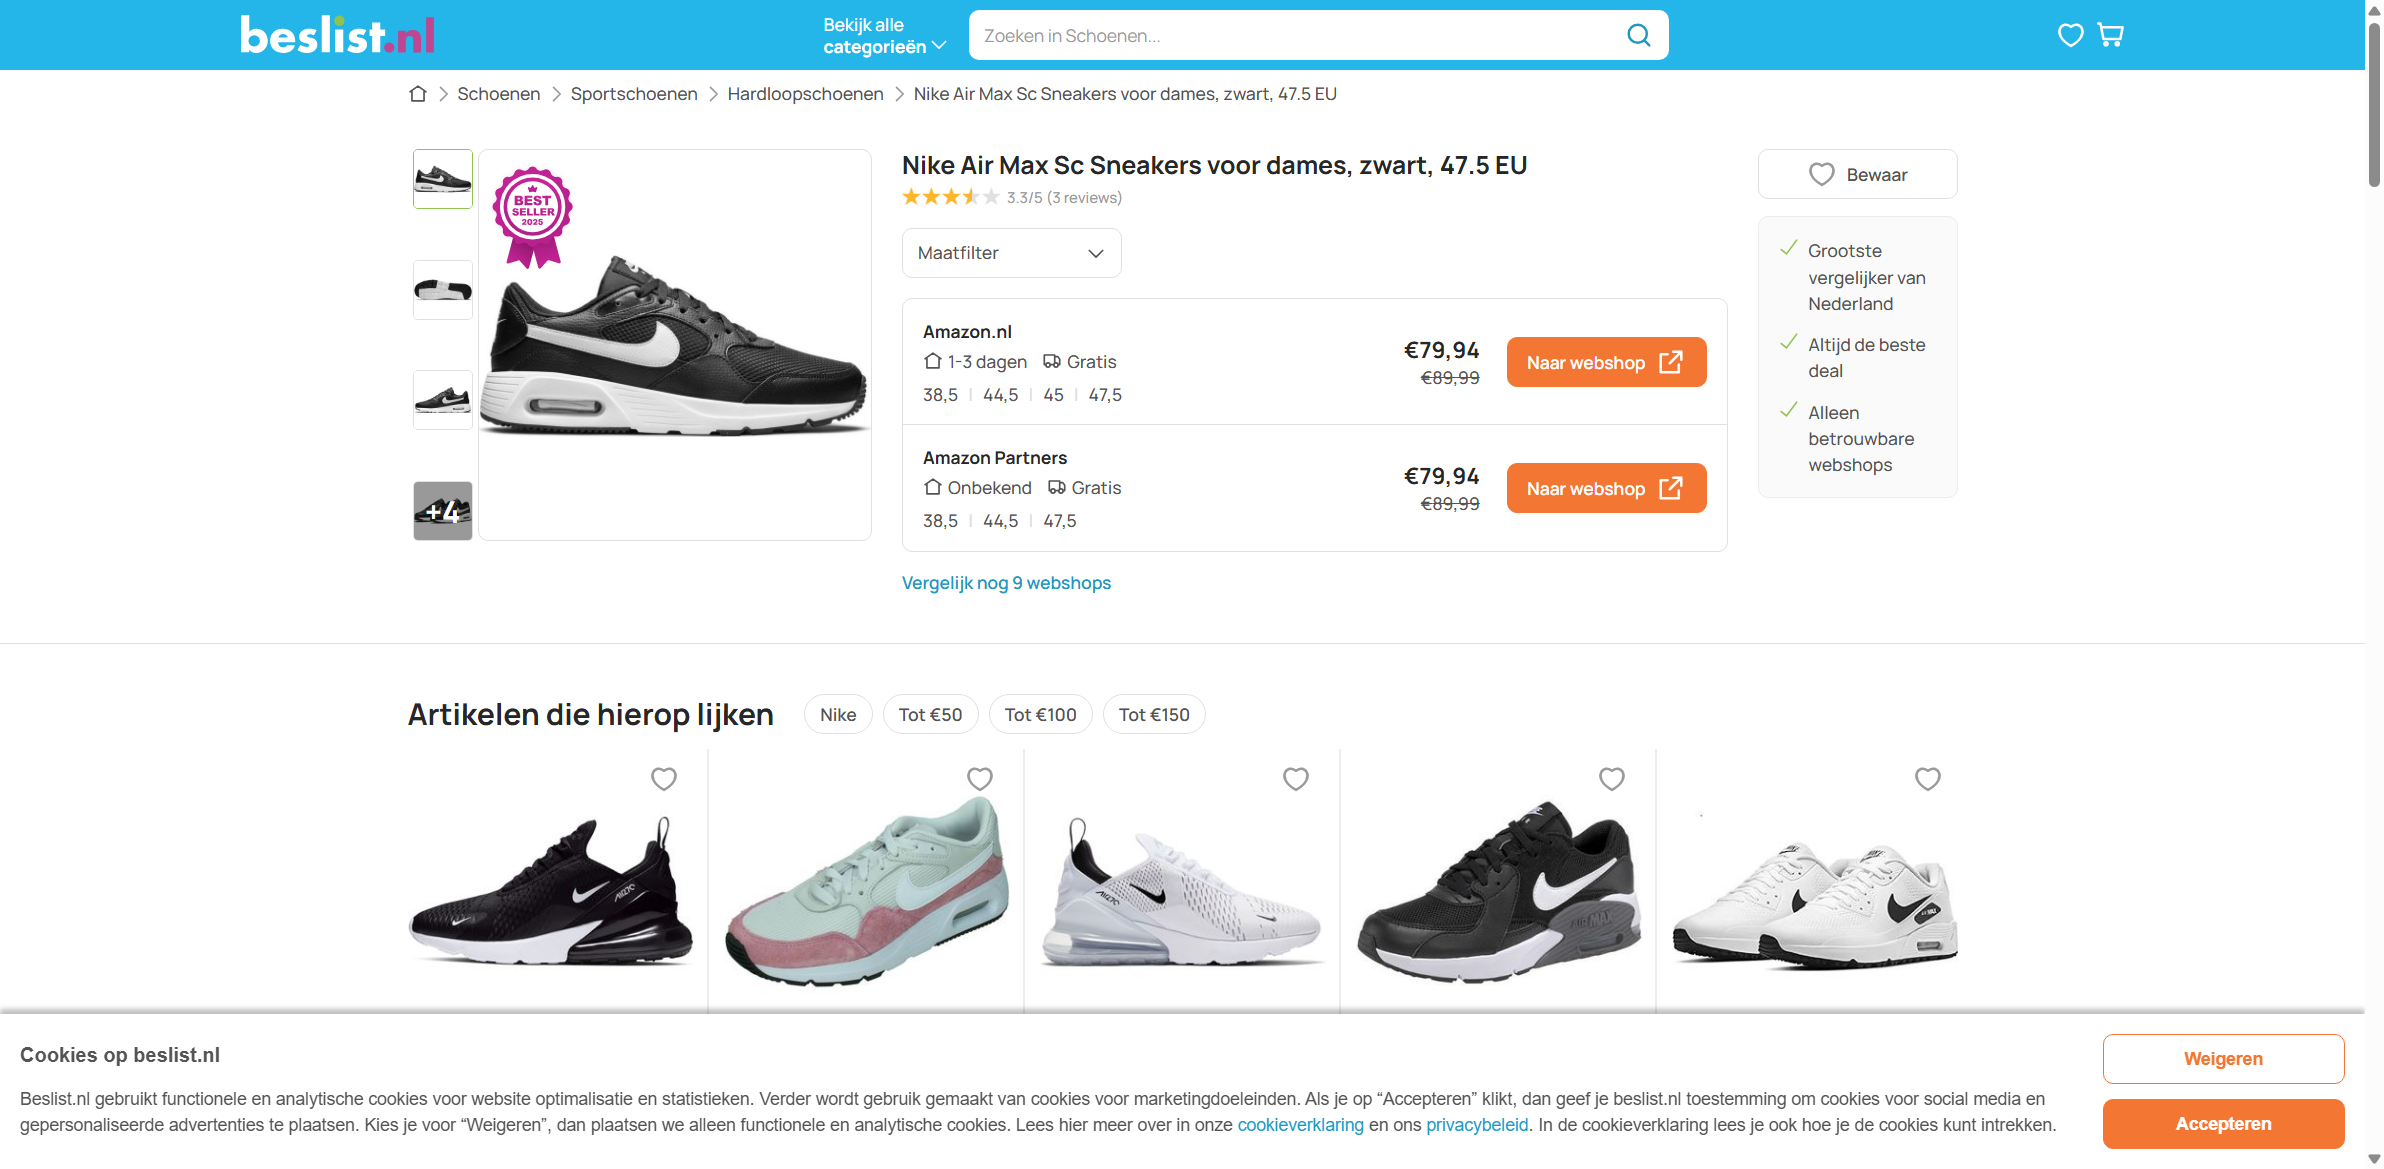 beslist.nl
Bekijk alle
categorieën
Zoeken in Schoenen...
Schoenen
Sportschoenen
Hardloopschoenen
Nike Air Max Sc Sneakers voor dames, zwart, 47.5 EU
BEST
SELLER
2025
+4
Nike Air Max Sc Sneakers voor dames, zwart, 47.5 EU
3.3/5 (3 reviews)
Maatfilter
Amazon.nl
1-3 dagen Gratis
38,5 | 44,5 | 45 | 47,5
€79,94
€89,99
Naar webshop
Amazon Partners
Onbekend Gratis
38,5 | 44,5 | 47,5
€79,94
€89,99
Naar webshop
Vergelijk nog 9 webshops
Bewaar
Grootste
vergelijker van
Nederland
Altijd de beste
deal
Alleen
betrouwbare
webshops
Artikelen die hierop lijken
Nike
Tot €50
Tot €100
Tot €150
Cookies op beslist.nl
Beslist.nl gebruikt functionele en analytische cookies voor website optimalisatie en statistieken. Verder wordt gebruik gemaakt van cookies voor marketingdoeleinden. Als je op “Accepteren” klikt, dan geef je beslist.nl toestemming om cookies voor social media en
gepersonaliseerde advertenties te plaatsen. Kies je voor “Weigeren”, dan plaatsen we alleen functionele en analytische cookies. Lees hier meer over in onze cookieverklaring en ons privacybeleid. In de cookieverklaring lees je ook hoe je de cookies kunt intrekken.
Weigeren
Accepteren